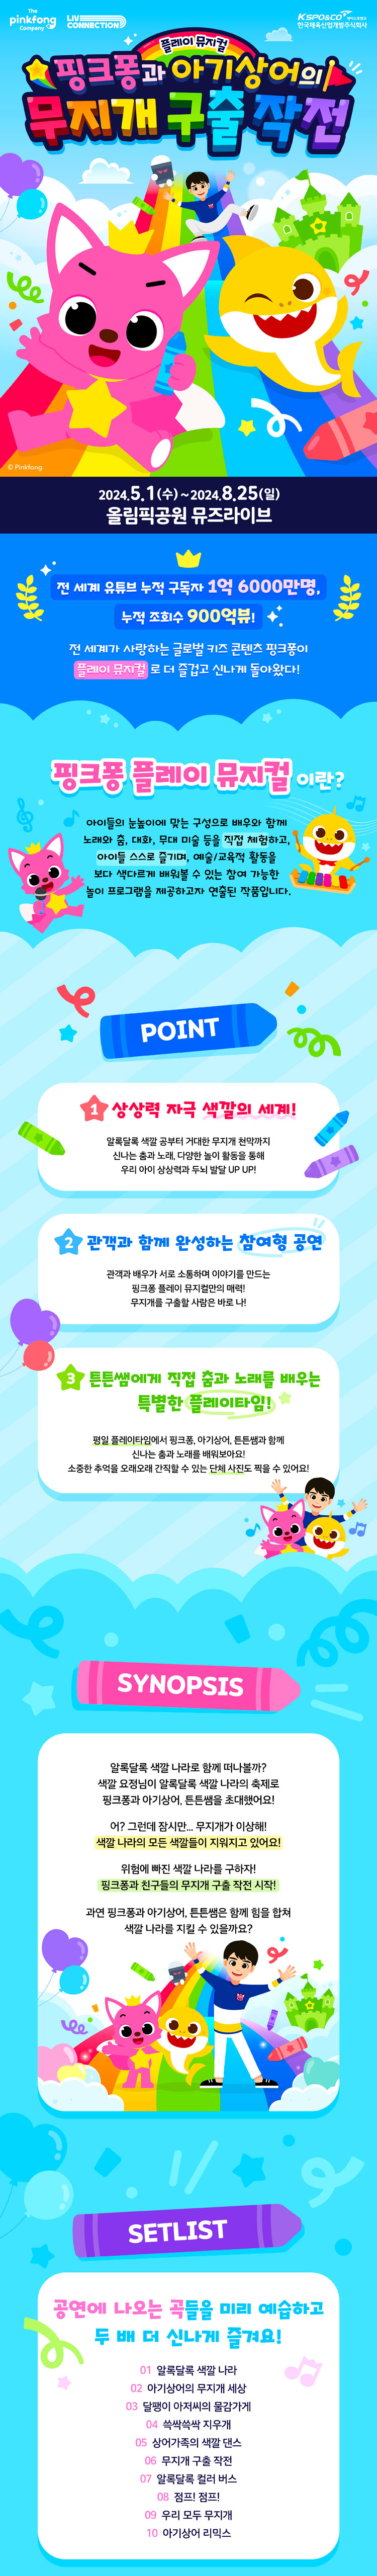 The
pinkfong
Company
LIV
CONNECTION
KSPO&CO
한국체육산업개발주식회사
플레이 뮤지컬
핑크퐁과 아기상어의
무지개 구출 작전
© Pinkfong
2024.5.1(수) ~ 2024.8.25(일)
올림픽공원 뮤즈라이브
전 세계 유튜브 누적 구독자 1억 6000만명,
누적 조회수 900억뷰!
전 세계가 사랑하는 글로벌 키즈 콘텐츠 핑크퐁이
플레이 뮤지컬 로 더 즐겁고 신나게 돌아왔다!
핑크퐁 플레이 뮤지컬 이란?
아이들의 눈높이에 맞는 구성으로 배우와 함께
노래와 춤, 대화, 무대 미술 등을 직접 체험하고,
아이들 스스로 즐기며, 예술/교육적 활동을
보다 색다르게 배워볼 수 있는 참여 가능한
놀이 프로그램을 제공하고자 연출된 작품입니다.
POINT
1 상상력 자극 색깔의 세계!
알록달록 색깔 공부터 거대한 무지개 천막까지
신나는 춤과 노래, 다양한 놀이 활동을 통해
우리 아이 상상력과 두뇌 발달 UP UP!
2 관객과 함께 완성하는 참여형 공연
관객과 배우가 서로 소통하며 이야기를 만드는
핑크퐁 플레이 뮤지컬만의 매력!
무지개를 구출할 사람은 바로 나!
3 튼튼쌤에게 직접 춤과 노래를 배우는
특별한 플레이타임!
평일 플레이타임에서 핑크퐁, 아기상어, 튼튼쌤과 함께
신나는 춤과 노래를 배워보아요!
소중한 추억을 오래오래 간직할 수 있는 단체 사진도 찍을 수 있어요!
SYNOPSIS
알록달록 색깔 나라로 함께 떠나볼까?
색깔 요정님이 알록달록 색깔 나라의 축제로
핑크퐁과 아기상어, 튼튼쌤을 초대했어요!
어? 그런데 잠시만... 무지개가 이상해!
색깔 나라의 모든 색깔들이 지워지고 있어요!
위험에 빠진 색깔 나라를 구하자!
핑크퐁과 친구들의 무지개 구출 작전 시작!
과연 핑크퐁과 아기상어, 튼튼쌤은 함께 힘을 합쳐
색깔 나라를 지킬 수 있을까요?
SETLIST
공연에 나오는 곡들을 미리 예습하고
두 배 더 신나게 즐겨요!
01 알록달록 색깔 나라
02 아기상어의 무지개 세상
03 달팽이 아저씨의 물감가게
04 쓱싹쓱싹 지우개
05 상어가족의 색깔 댄스
06 무지개 구출 작전
07 알록달록 컬러 버스
08 점프! 점프!
09 우리 모두 무지개
10 아기상어 리믹스